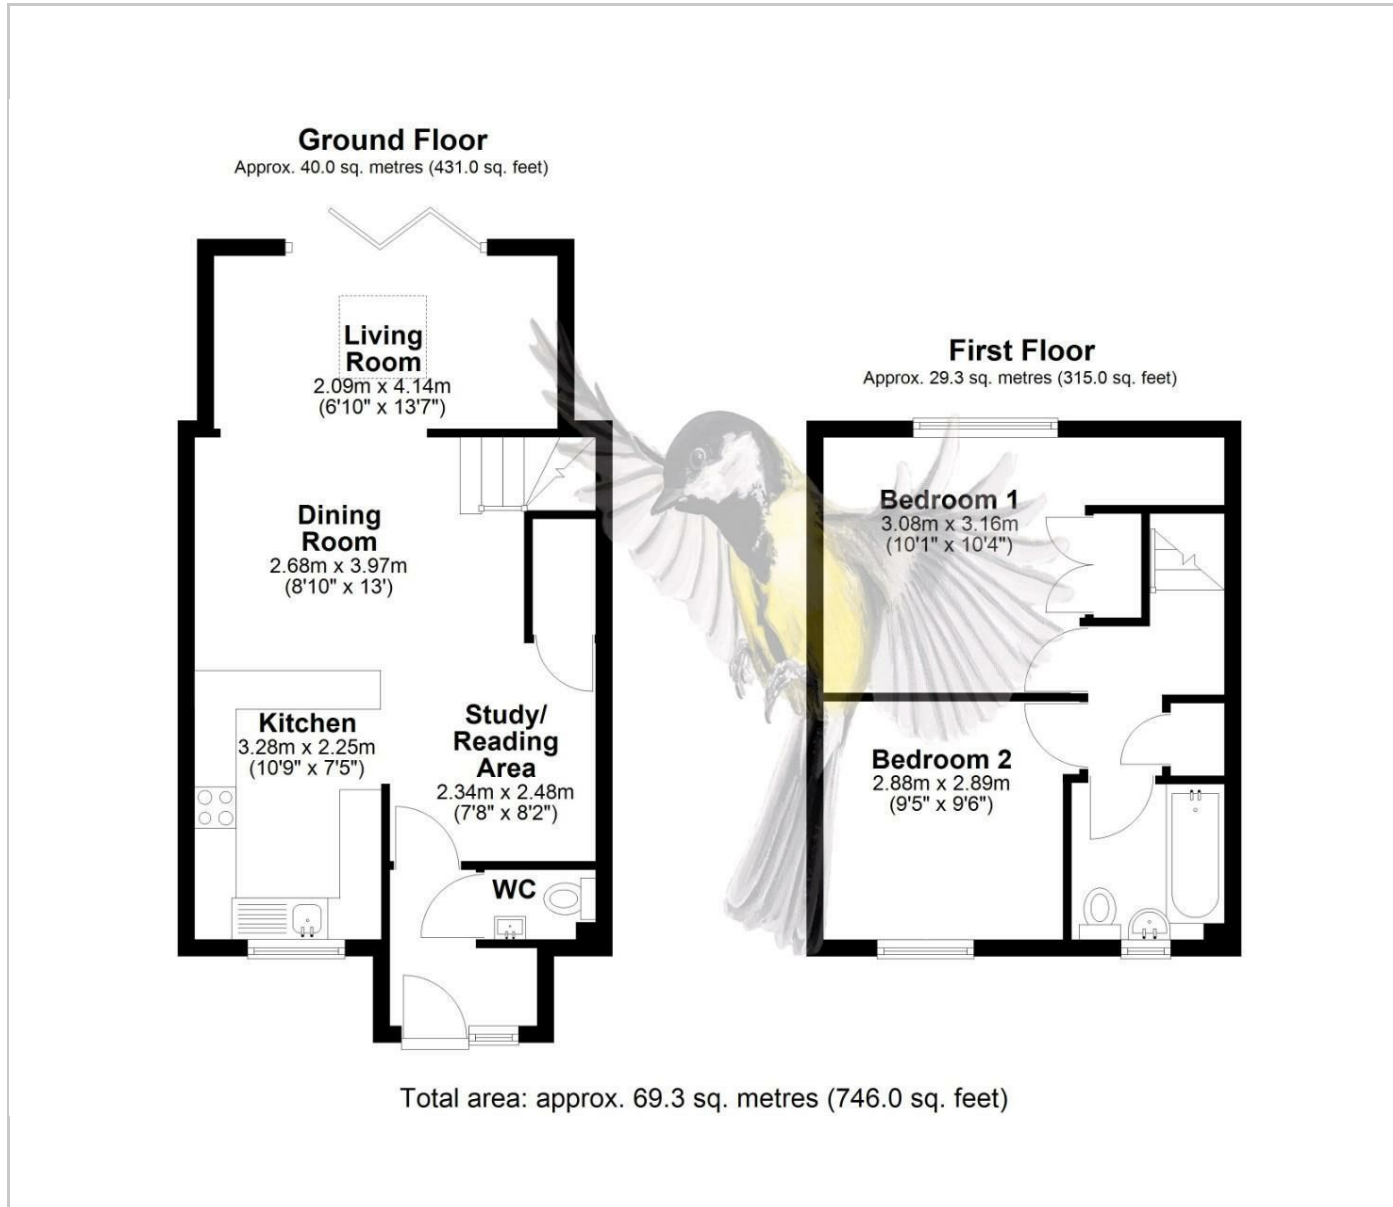 Ground Floor
Approx. 40.0 sq. metres (431.0 sq. feet)
Living
Room
2.09m x 4.14m
(6'10" x 13'7")
Dining
Room
2.68m x 3.97m
(8'10" x 13')
Kitchen
3.28m x 2.25m
(10'9" x 7'5")
Study/
Reading
Area
2.34m x 2.48m
(7'8" x 8'2")
WC
First Floor
Approx. 29.3 sq. metres (315.0 sq. feet)
Bedroom 1
3.08m x 3.16m
(10'1" x 10'4")
Bedroom 2
2.88m x 2.89m
(9'5" x 9'6")
Total area: approx. 69.3 sq. metres (746.0 sq. feet)